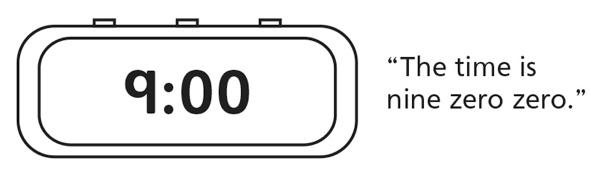 9:00
“The time is
nine zero zero.”